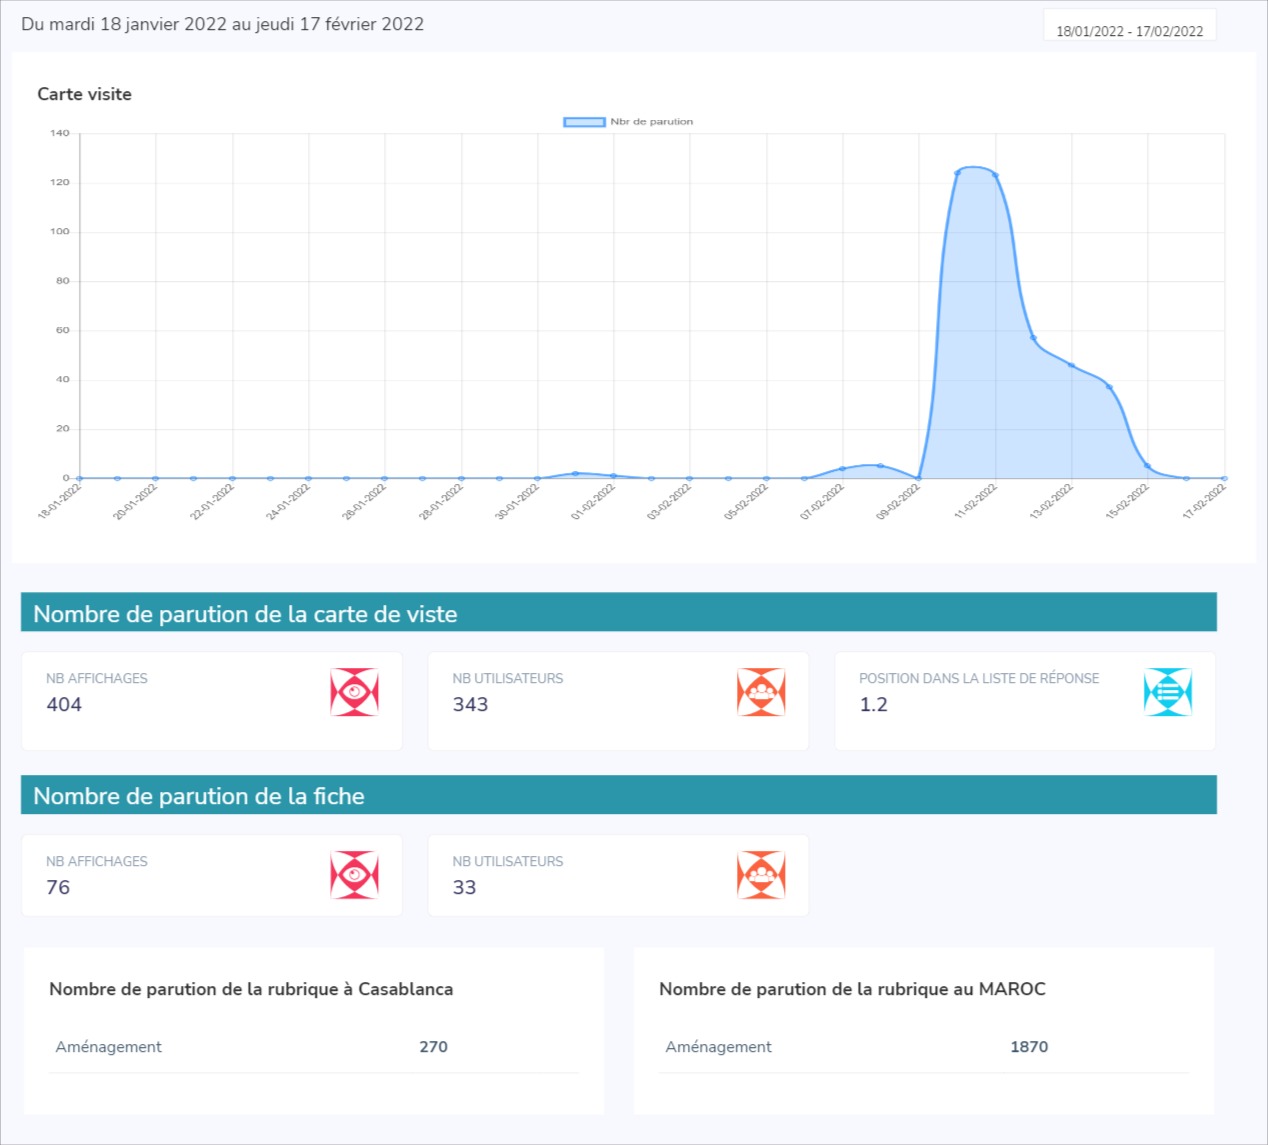 Du mardi 18 janvier 2022 au jeudi 17 février 2022
18/01/2022 - 17/02/2022
Carte visite
Nbr de parution
140
120
100
80
60
40
20
0
18-01-2022
20-01-2022
22-01-2022
24-01-2022
26-01-2022
28-01-2022
30-01-2022
01-02-2022
03-02-2022
05-02-2022
07-02-2022
09-02-2022
11-02-2022
13-02-2022
15-02-2022
17-02-2022
Nombre de parution de la carte de viste
NB AFFICHAGES
404
NB UTILISATEURS
343
POSITION DANS LA LISTE DE RÉPONSE
1.2
Nombre de parution de la fiche
NB AFFICHAGES
76
NB UTILISATEURS
33
Nombre de parution de la rubrique à Casablanca
Aménagement 270
Nombre de parution de la rubrique au MAROC
Aménagement 1870